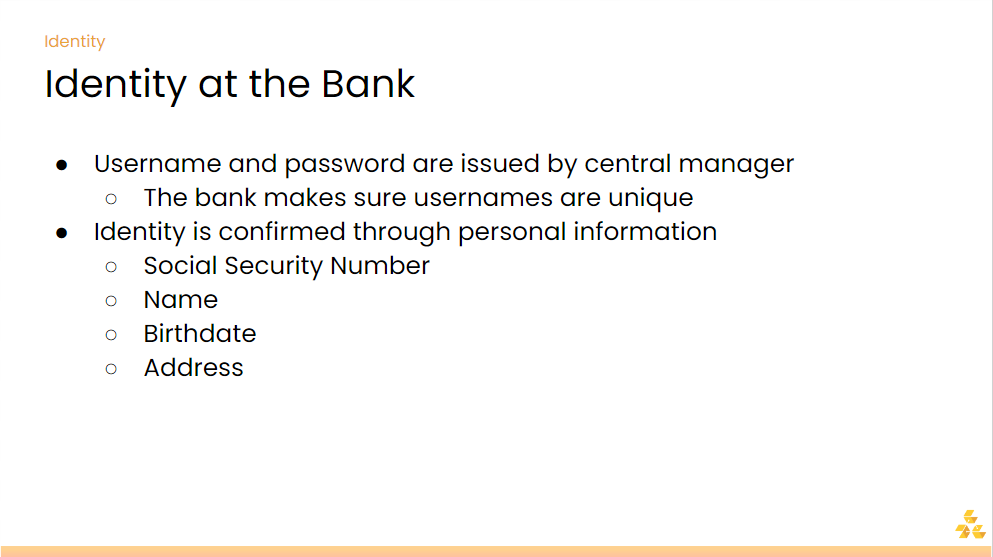 Identity
Identity at the Bank
● Username and password are issued by central manager
○ The bank makes sure usernames are unique
● Identity is confirmed through personal information
○ Social Security Number
○ Name
○ Birthdate
○ Address